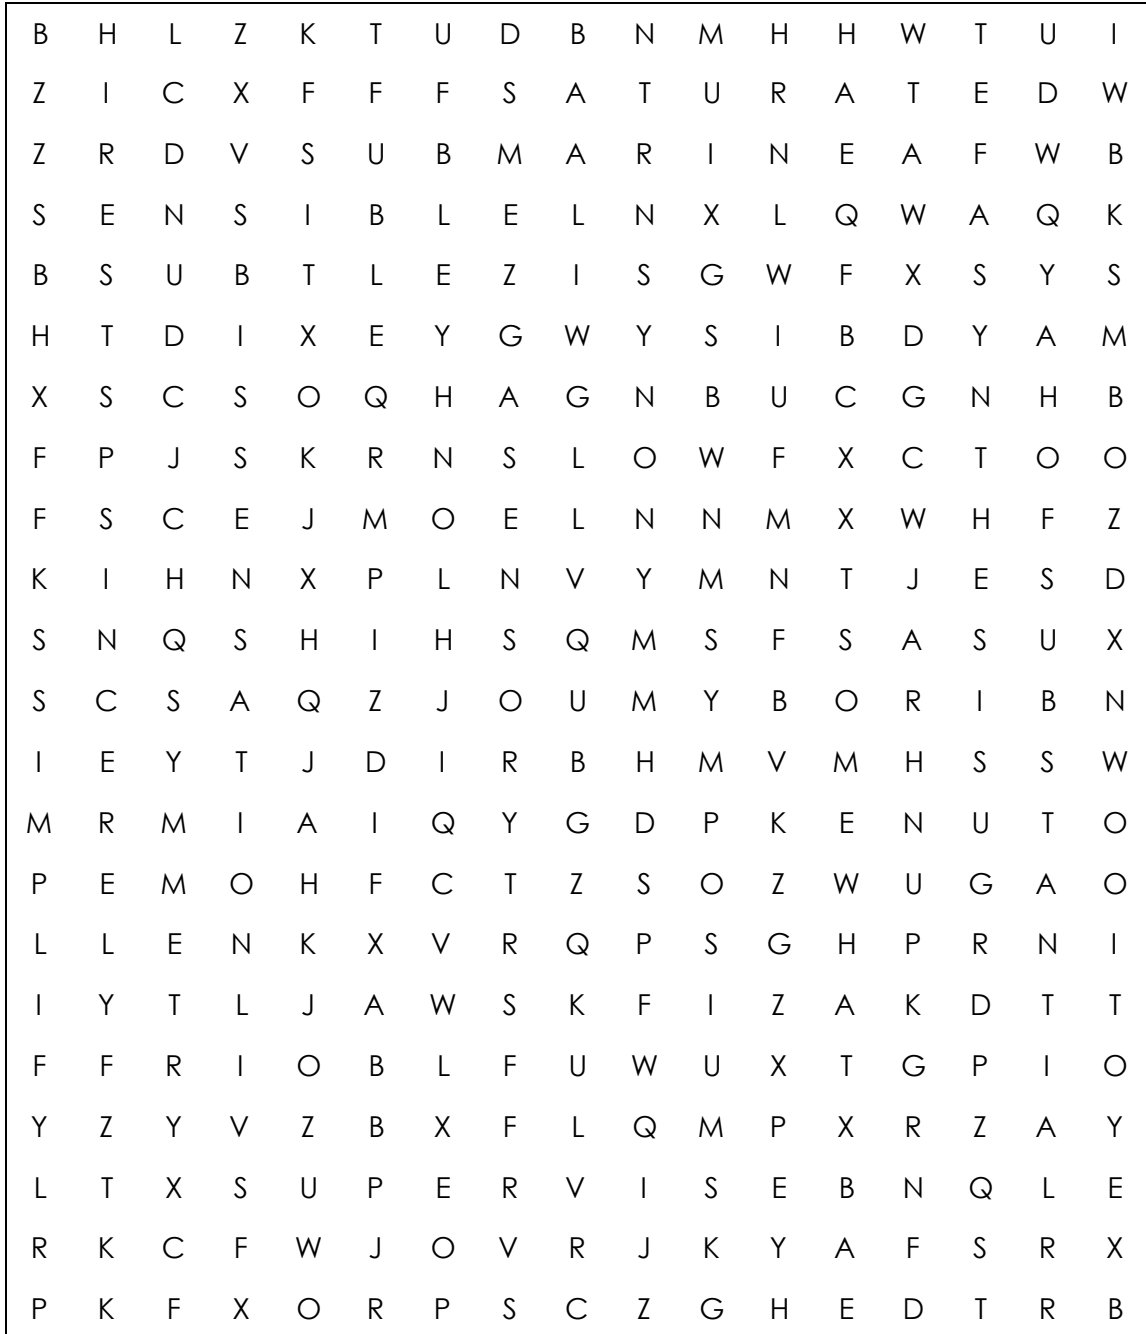 B H L Z K T U D B N M H H W T U I
Z I C X F F F S A T U R A T E D W
Z R D V S U B M A R I N E A F W B
S E N S I B L E L N X L Q W A Q K
B S U B T L E Z I S G W F X S Y S
H T D I X E Y G W Y S I B D Y A M
X S C S O Q H A G N B U C G N H B
F P J S K R N S L O W F X C T O O
F S C E J M O E L N N M X W H F Z
K I H N X P L N V Y M N T J E S D
S N Q S H I H S Q M S F S A S U X
S C S A Q Z J O U M Y B O R I B N
I E Y T J D I R B H M V M H S S W
M R M I A I Q Y G D P K E N U T O
P E M O H F C T Z S O Z W U G A O
L L E N K X V R Q P S G H P R N I
I Y T L J A W S K F I Z A K D T T
F F R I O B L F U W U X T G P I O
Y Z Y V Z B X F L Q M P X R Z A Y
L T X S U P E R V I S E B N Q L E
R K C F W J O V R J K Y A F S R X
P K F X O R P S C Z G H E D T R B